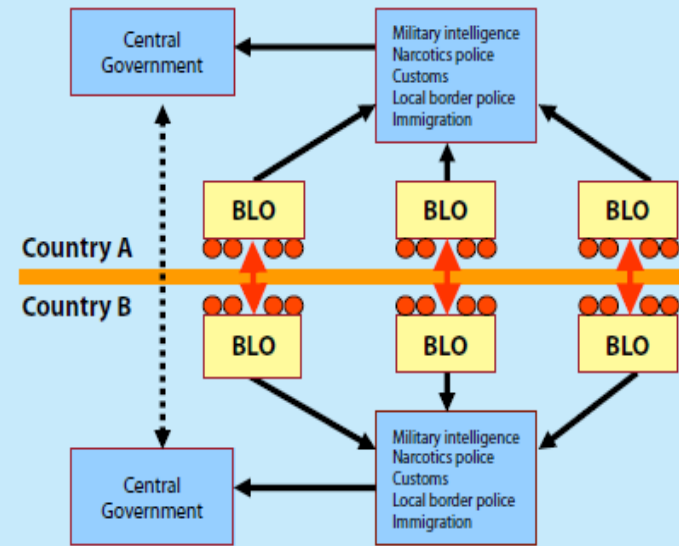 Central
Government
Military intelligence
Narcotics police
Customs
Local border police
Immigration
BLO
BLO
BLO
Country A
Country B
BLO
BLO
BLO
Central
Government
Military intelligence
Narcotics police
Customs
Local border police
Immigration